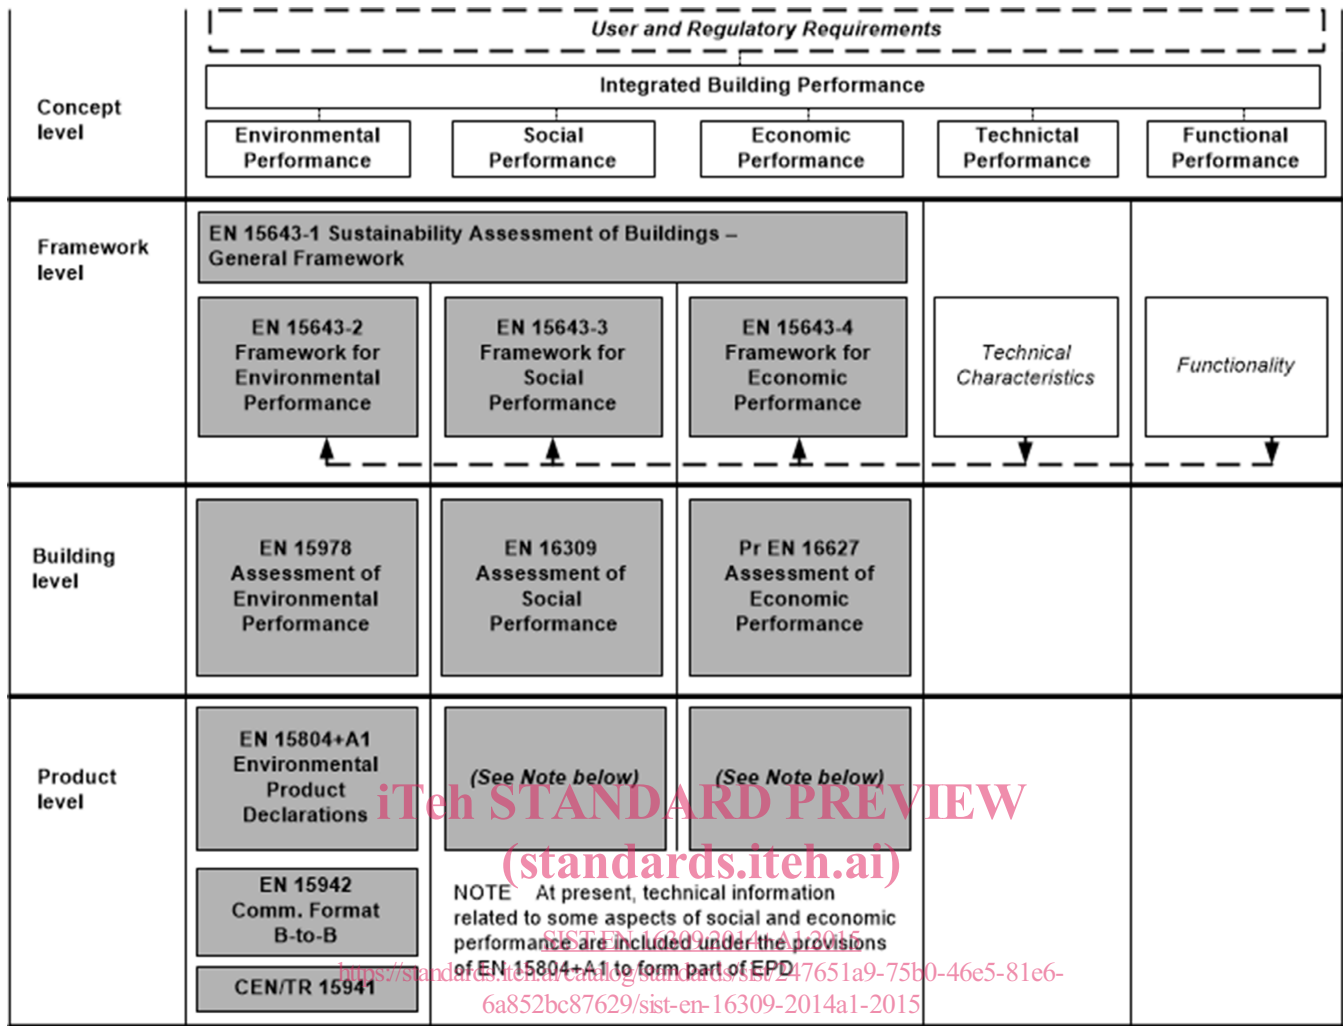 User and Regulatory Requirements
Integrated Building Performance
Concept
level
Environmental
Performance
Social
Performance
Economic
Performance
Technictal
Performance
Functional
Performance
Framework
level
EN 15643-1 Sustainability Assessment of Buildings –
General Framework
EN 15643-2
Framework for
Environmental
Performance
EN 15643-3
Framework for
Social
Performance
EN 15643-4
Framework for
Economic
Performance
Technical
Characteristics
Functionality
Building
level
EN 15978
Assessment of
Environmental
Performance
EN 16309
Assessment of
Social
Performance
Pr EN 16627
Assessment of
Economic
Performance
Product
level
EN 15804+A1
Environmental
Product
Declarations
(See Note below)
(See Note below)
EN 15942
Comm. Format
B-to-B
CEN/TR 15941
NOTE At present, technical information
related to some aspects of social and economic
performance are included under the provisions
of EN 15804+A1 to form part of EPD
iTeh STANDARD PREVIEW
(standards.iteh.ai)
SIST EN 16309:2014+A1:2015
https://standards.iteh.ai/catalog/standards/sist/247651a9-75b0-46e5-81e6-
6a852bc87629/sist-en-16309-2014a1-2015